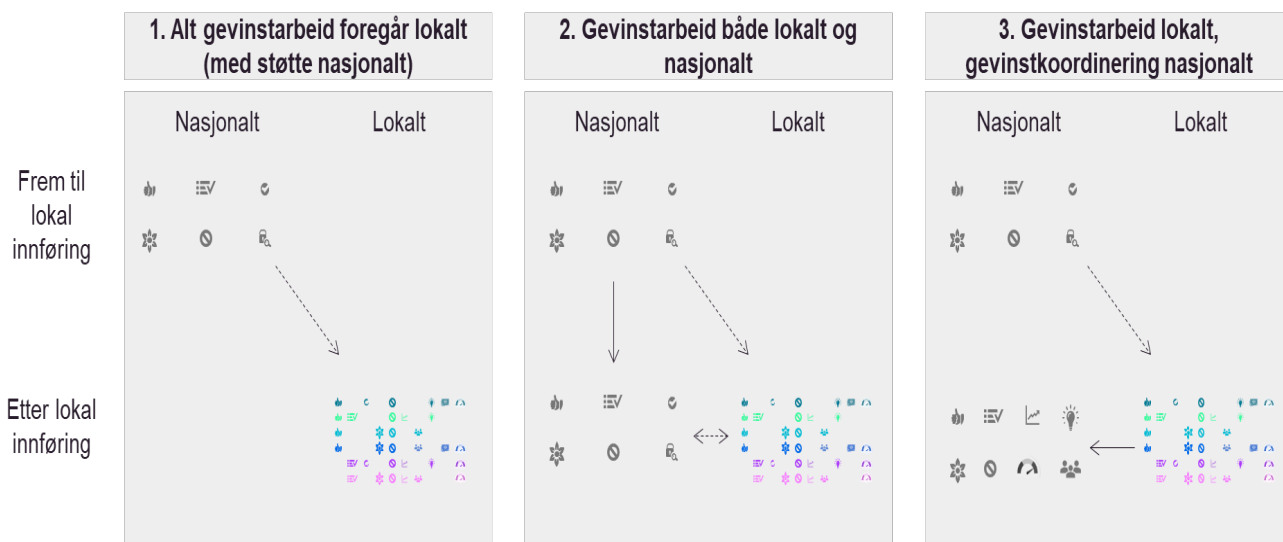 1. Alt gevinstarbeid foregår lokalt
(med støtte nasjonalt)
2. Gevinstarbeid både lokalt og
nasjonalt
3. Gevinstarbeid lokalt,
gevinstkoordinering nasjonalt
Nasjonalt
Lokalt
Nasjonalt
Lokalt
Nasjonalt
Lokalt
Frem til
lokal
innføring
Etter lokal
innføring